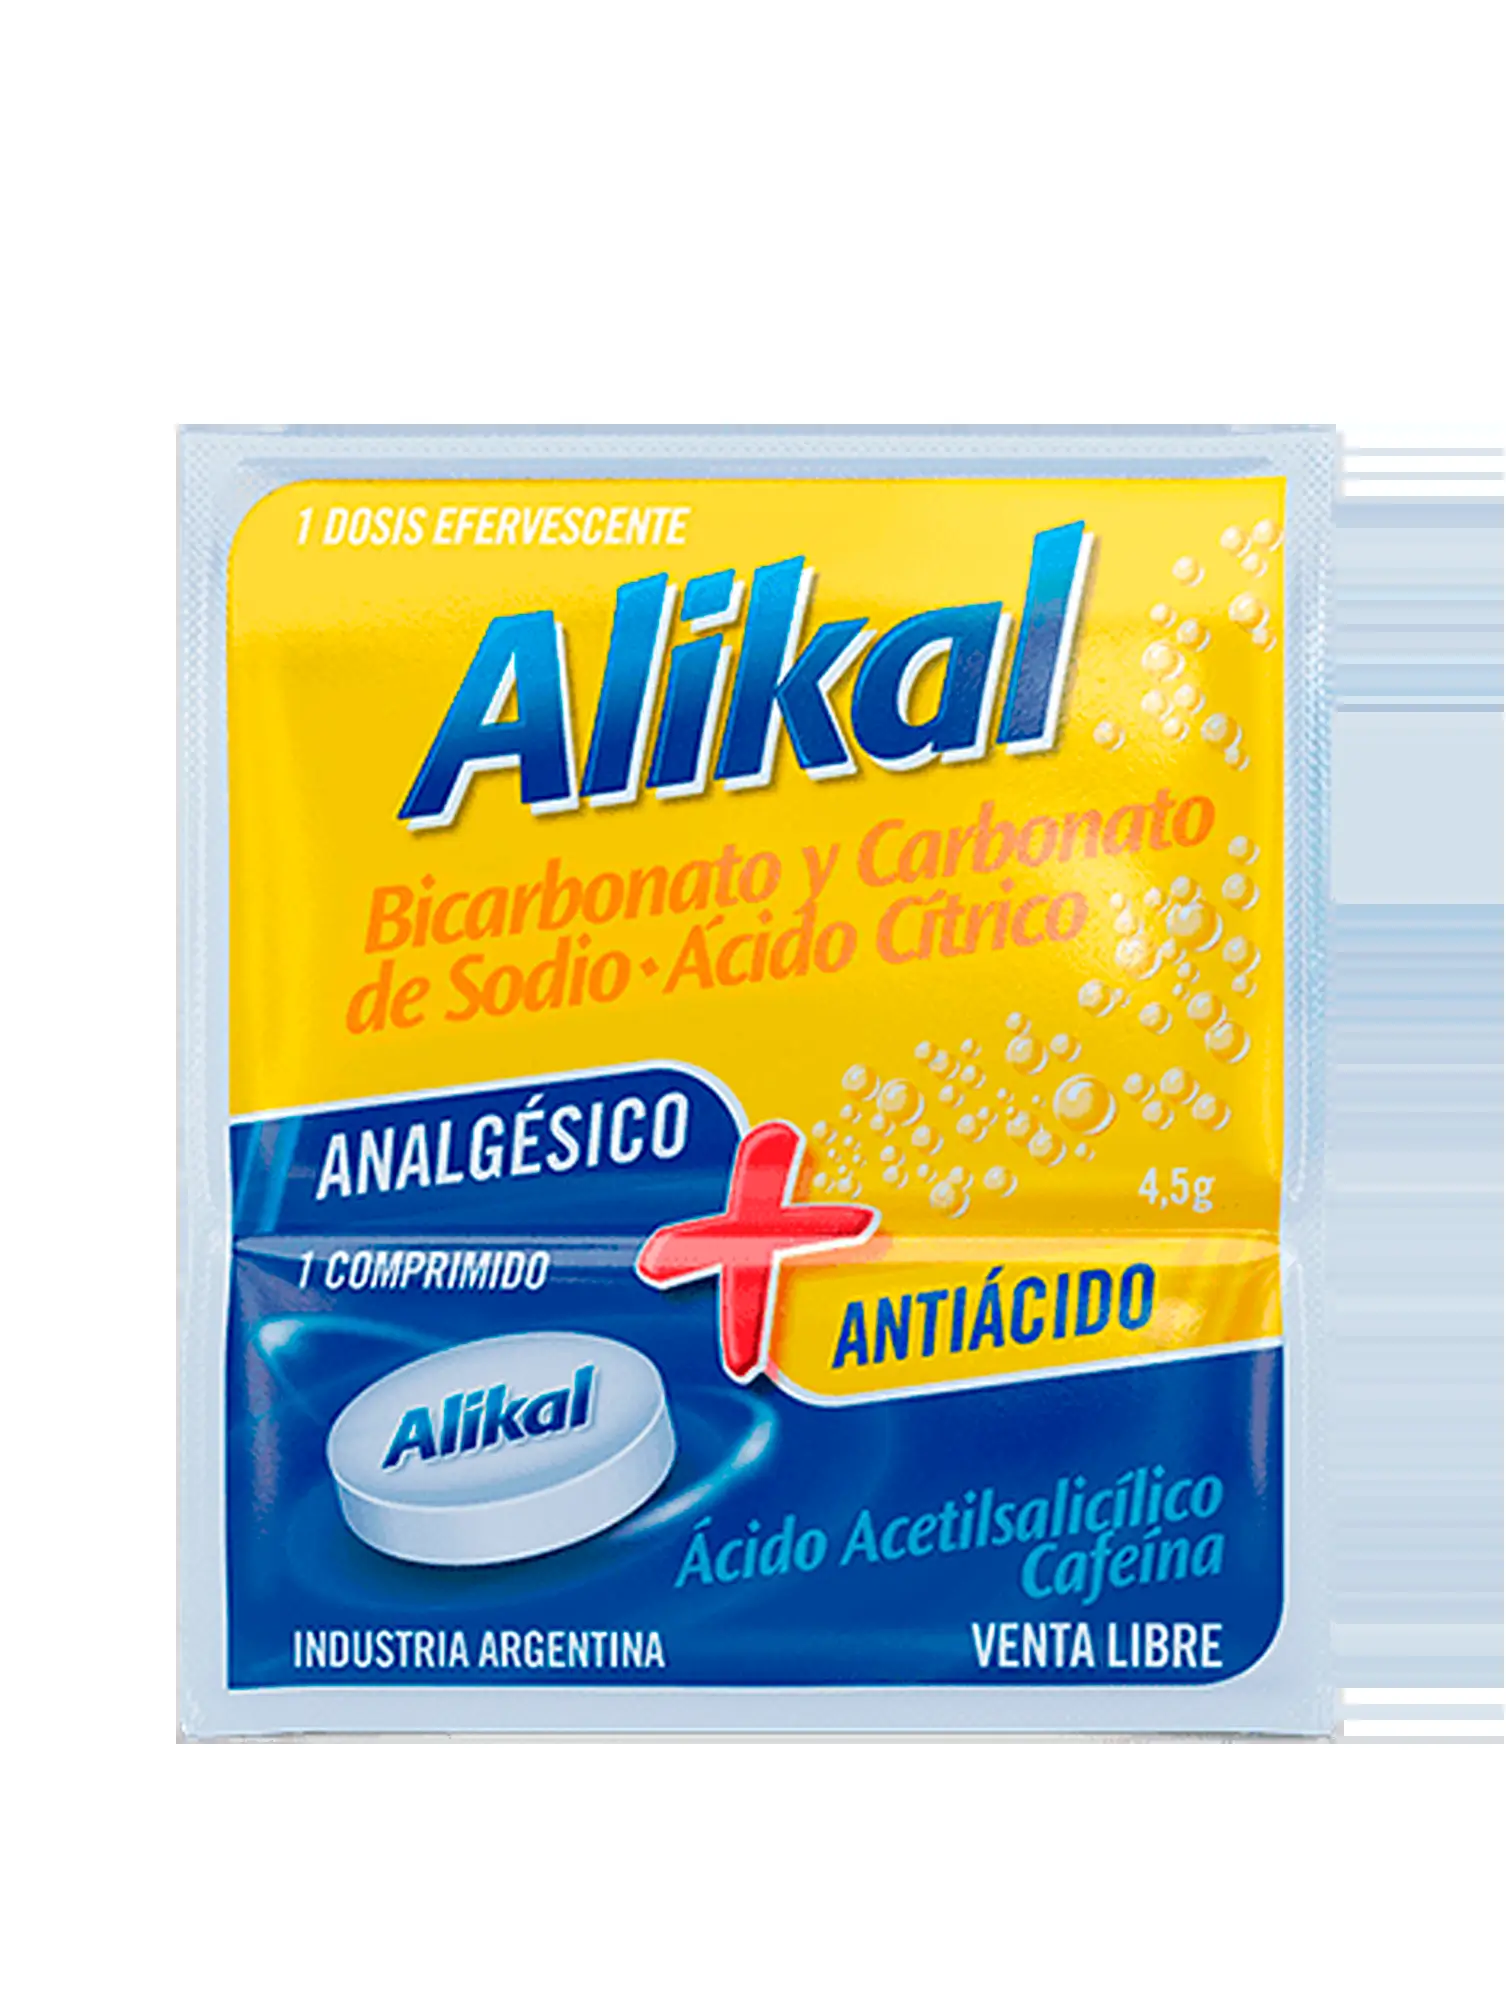 1 DOSIS EFERVESCENTE
Alikal
Bicarbonato y Carbonato
de Sodio · Ácido Cítrico
ANALGÉSICO
4,5g
1 COMPRIMIDO
ANTIÁCIDO
Alikal
Ácido Acetilsalicílico
Cafeína
INDUSTRIA ARGENTINA
VENTA LIBRE